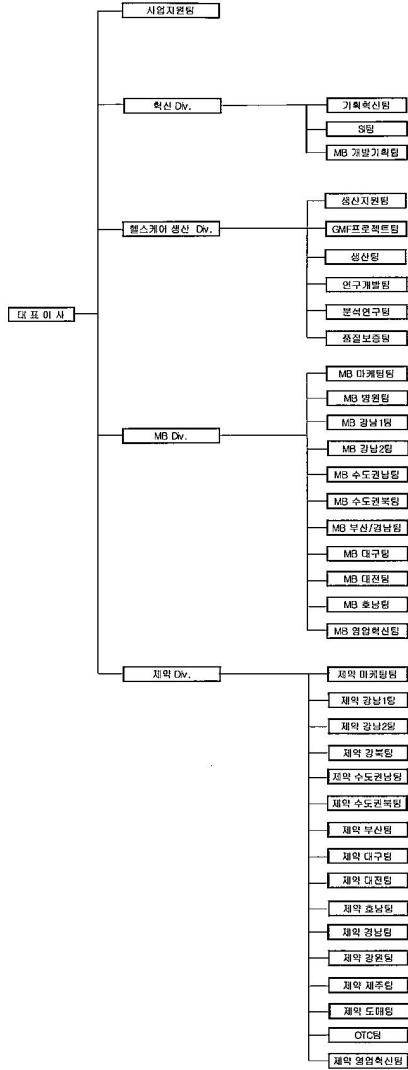 사업지원팀
혁신 Div.
기획혁신팀
SI팀
MB 개발기획팀
생산지원팀
헬스케어 생산 Div.
GMF프로젝트팀
생산팀
연구개발팀
대 표 이 사
분석연구팀
품질보증팀
MB 마케팅팀
MB 병원팀
MB 강남1팀
MB Div.
MB 강남2팀
MB 수도권남팀
MB 수도권북팀
MB 부산/경남팀
MB 대구팀
MB 대전팀
MB 호남팀
MB 영업혁신팀
제약 Div.
제약 마케팅팀
제약 강남1팀
제약 강남2팀
제약 강북팀
제약 수도권남팀
제약 수도권북팀
제약 부산팀
제약 대구팀
제약 대전팀
제약 호남팀
제약 경남팀
제약 강원팀
제약 제주팀
제약 도매팀
OTC팀
제약 영업혁신팀